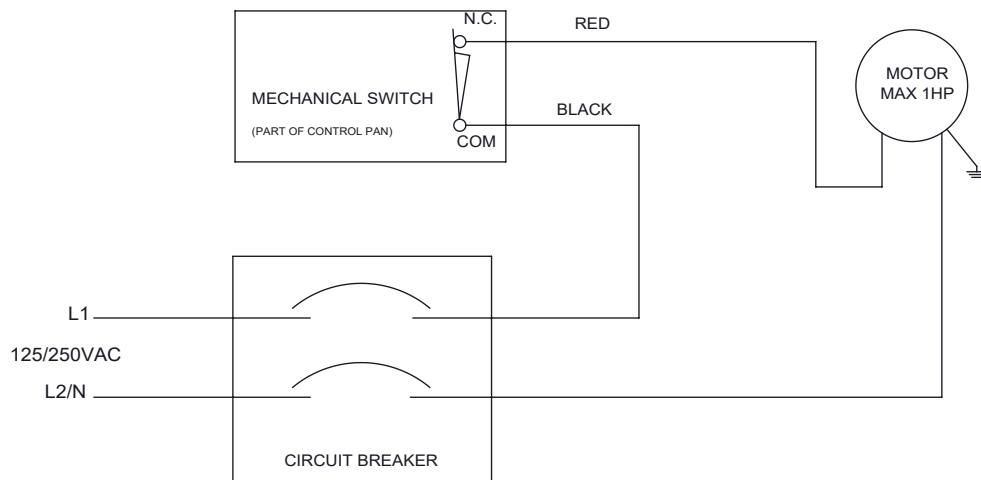 N.C.
RED
MOTOR
MAX 1HP
MECHANICAL SWITCH
BLACK
(PART OF CONTROL PAN)
COM
L1
125/250VAC
L2/N
CIRCUIT BREAKER